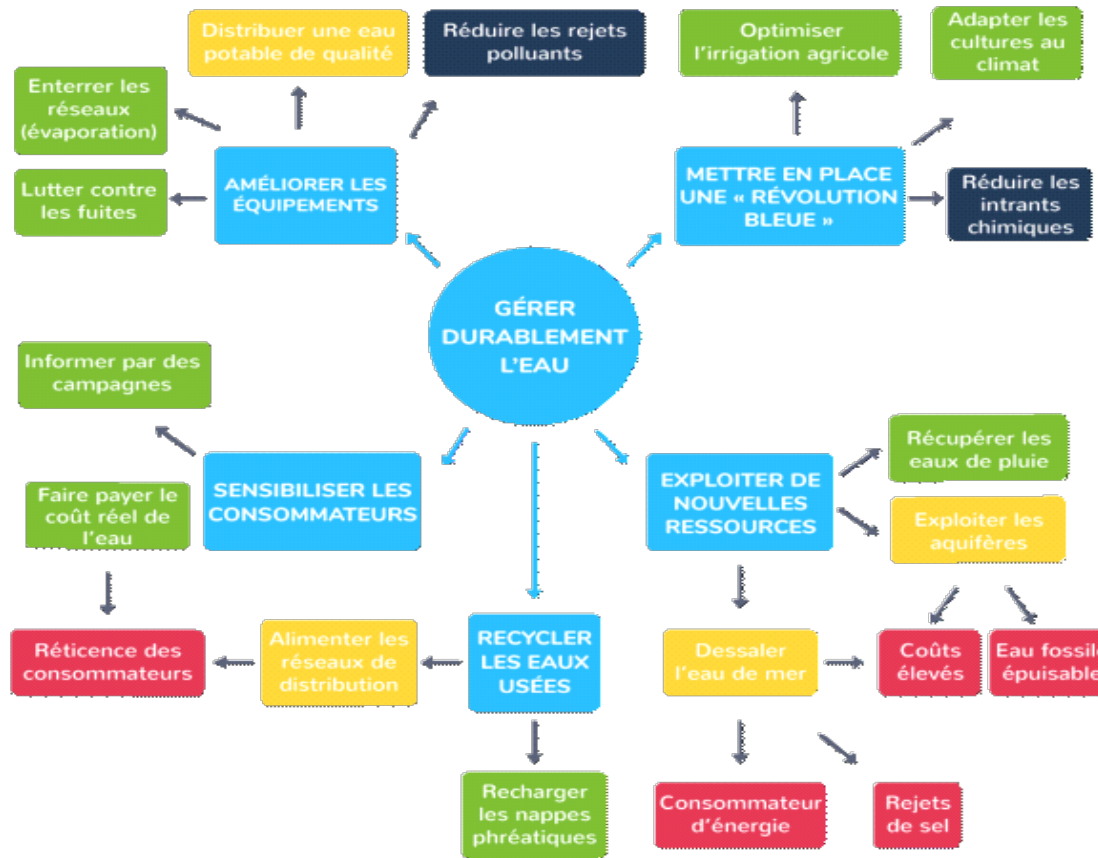 Distribuer une eau
potable de qualité
Réduire les rejets
polluants
Optimiser
l'irrigation agricole
Adapter les
cultures au
climat
Enterrer les
réseaux
(évaporation)
Lutter contre
les fuites
AMÉLIORER LES
ÉQUIPEMENTS
METTRE EN PLACE
UNE « RÉVOLUTION
BLEUE »
Réduire les
intrants
chimiques
GÉRER
DURABLEMENT
L'EAU
Informer par des
campagnes
Faire payer le
coût réel de
l'eau
SENSIBILISER LES
CONSOMMATEURS
EXPLOITER DE
NOUVELLES
RESSOURCES
Récupérer les
eaux de pluie
Exploiter les
aquifères
Réticence des
consommateurs
Alimenter les
réseaux de
distribution
RECYCLER
LES EAUX
USÉES
Dessaler
l'eau de mer
Coûts
élevés
Eau fossile
épuisable
Recharger
les nappes
phréatiques
Consommateur
d'énergie
Rejets
de sel